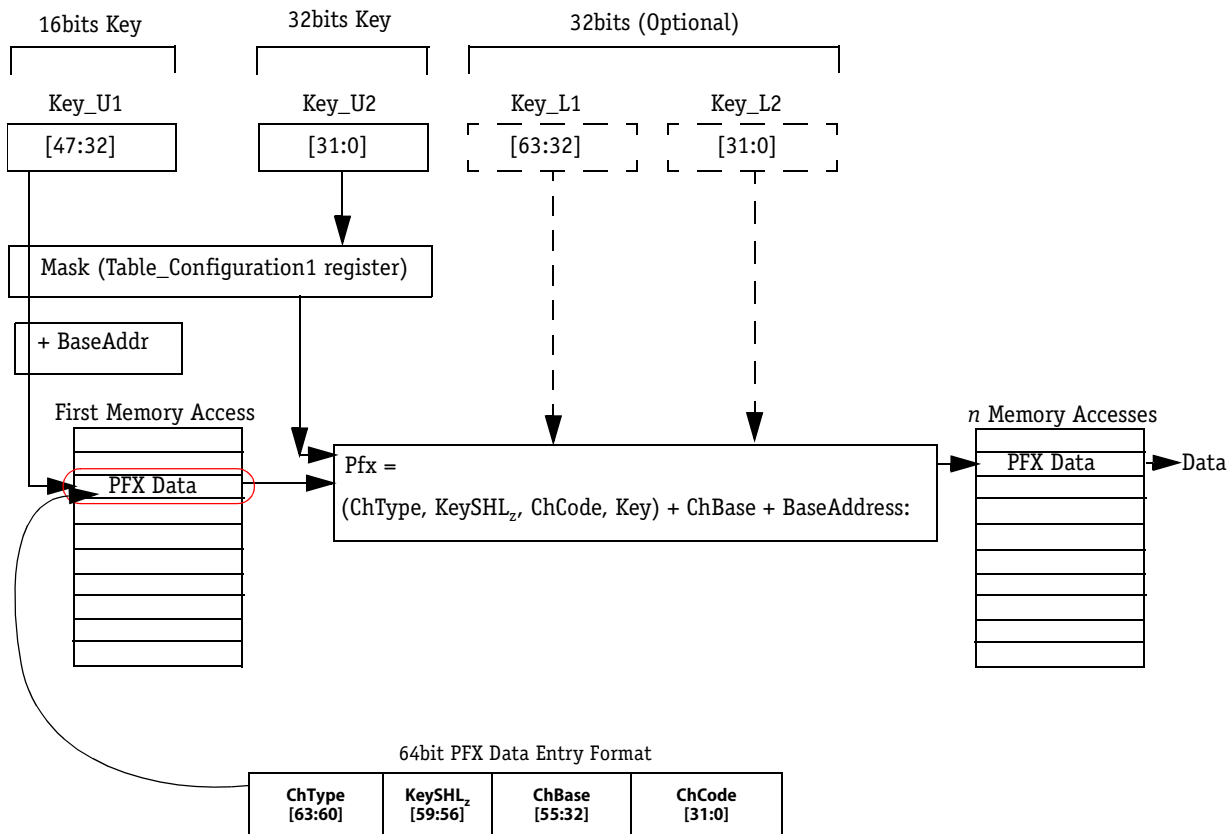 16bits Key
32bits Key
32bits (Optional)
Key_U1
Key_U2
Key_L1
Key_L2
[47:32]
[31:0]
[63:32]
[31:0]
Mask (Table_Configuration1 register)
+ BaseAddr
First Memory Access
n Memory Accesses
PFX Data
Pfx =
(ChType, KeySHLz, ChCode, Key) + ChBase + BaseAddress:
PFX Data
Data
64bit PFX Data Entry Format
ChType
[63:60]
KeySHLz
[59:56]
ChBase
[55:32]
ChCode
[31:0]